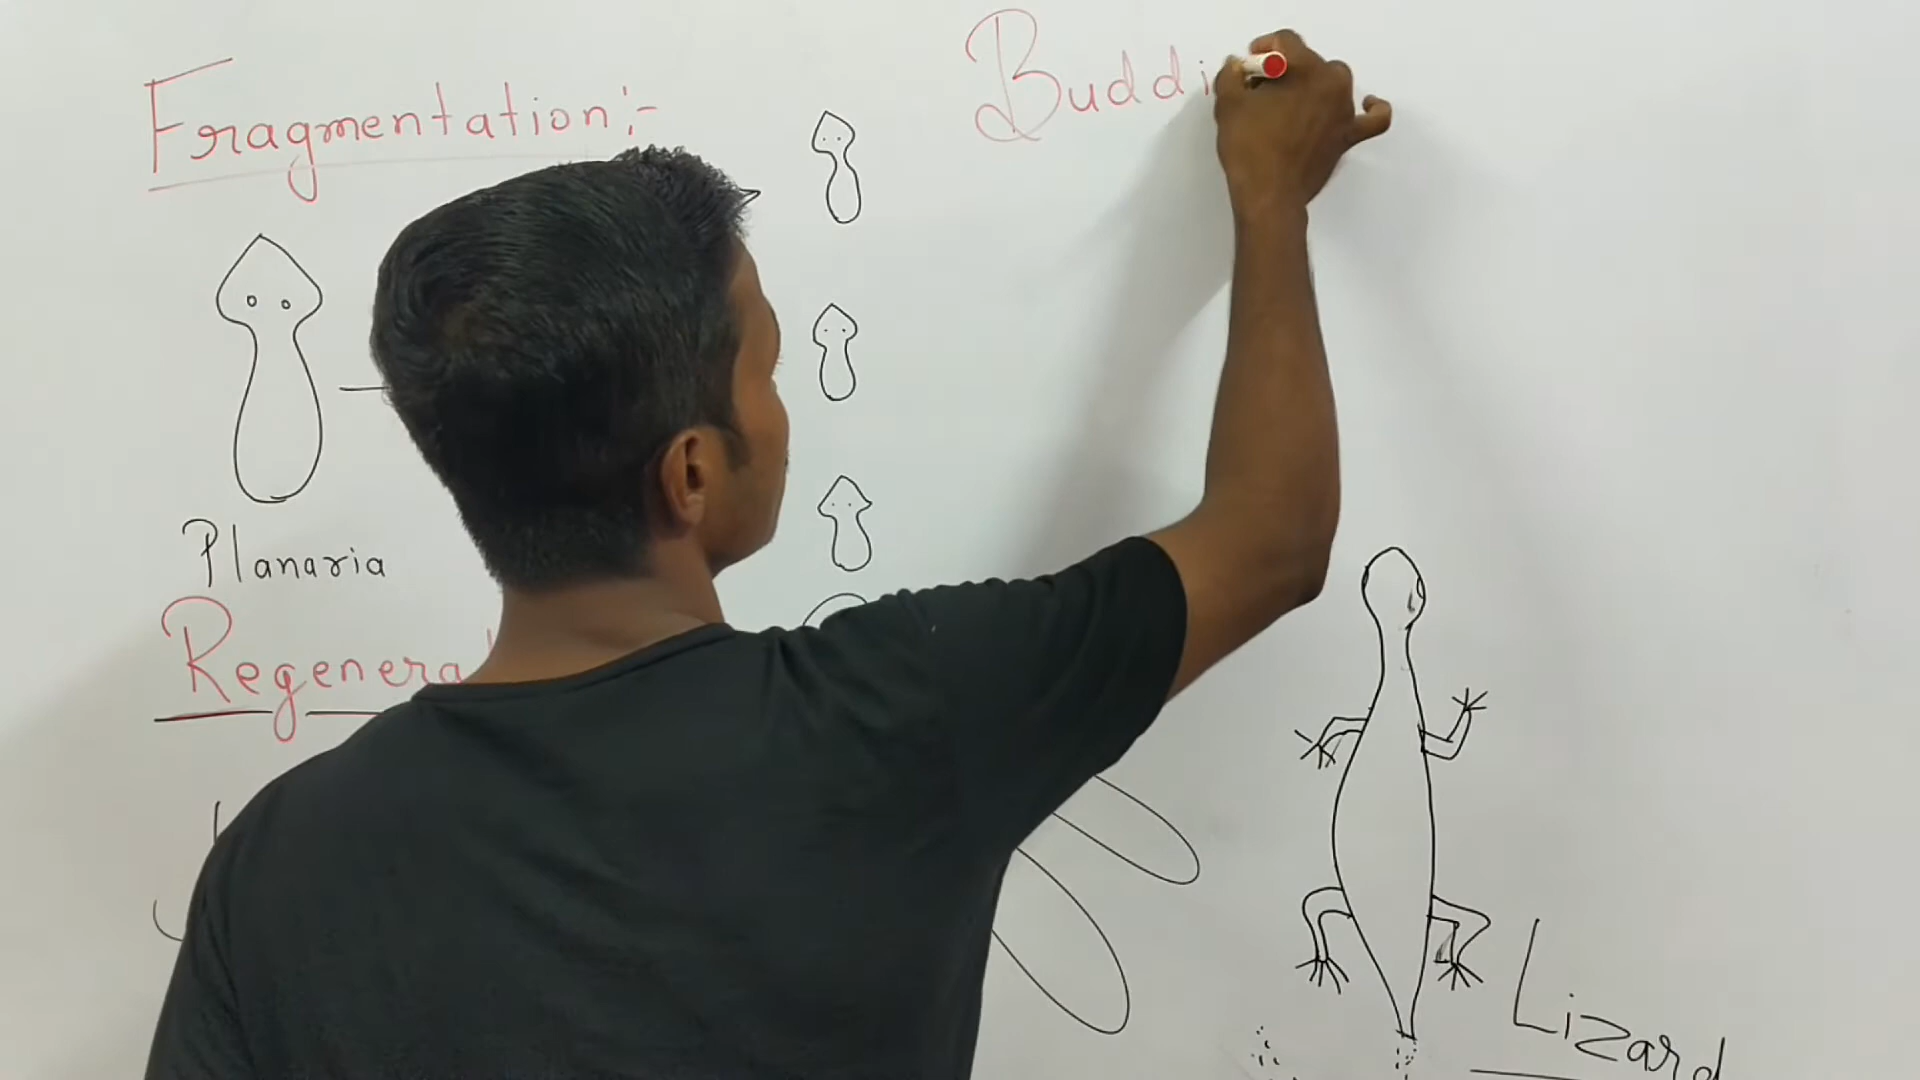 Fragmentation:-
Buddi
Planaria
Regenera
Lizard